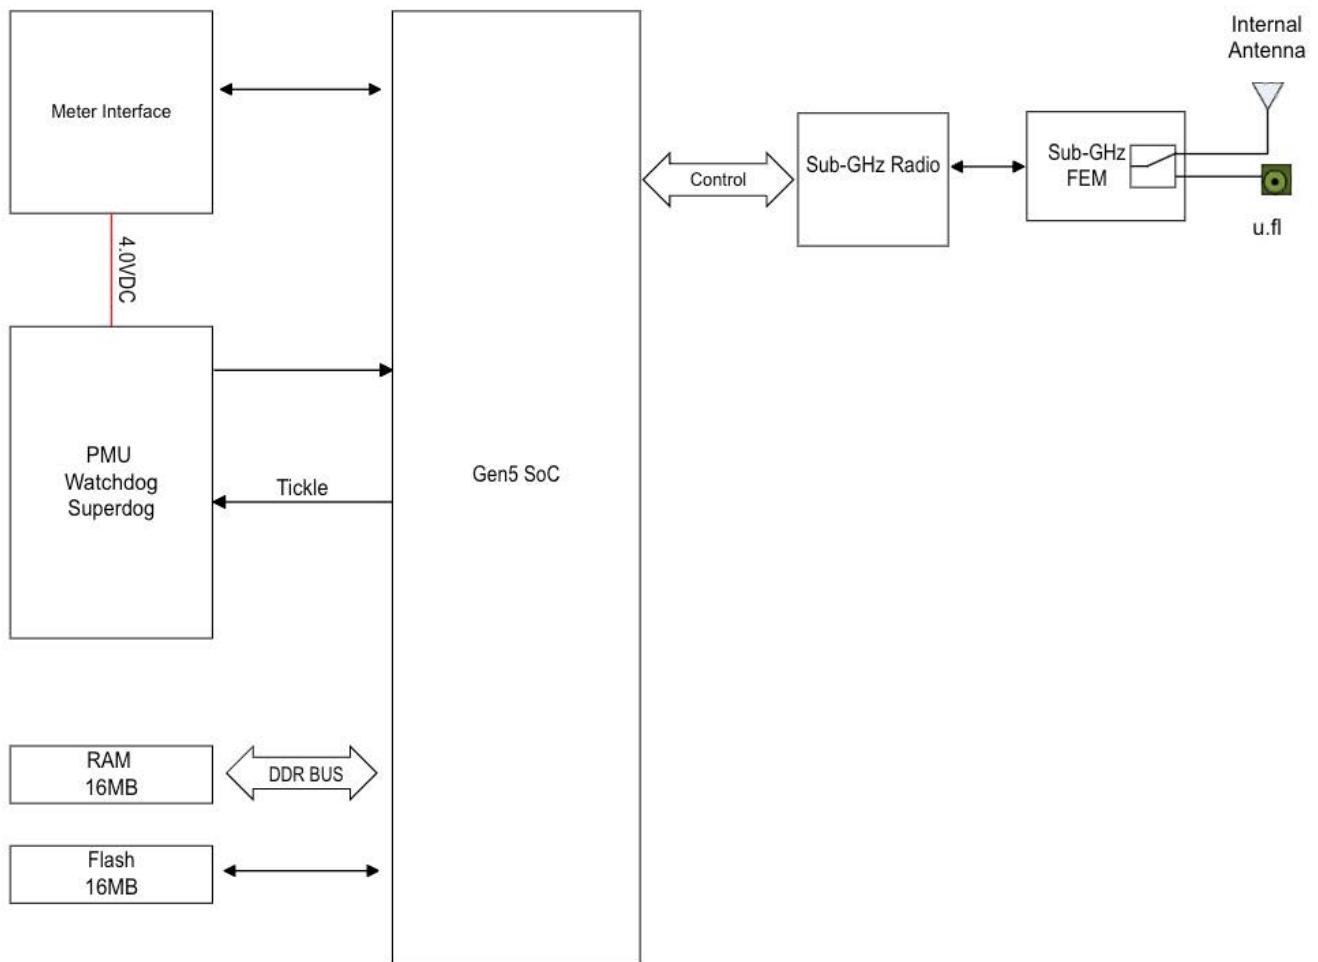 Internal
Antenna
Meter Interface
Sub-GHz Radio
Sub-GHz
FEM
Control
u.fl
4.0VDC
PMU
Watchdog
Superdog
Tickle
Gen5 SoC
RAM
16MB
DDR BUS
Flash
16MB